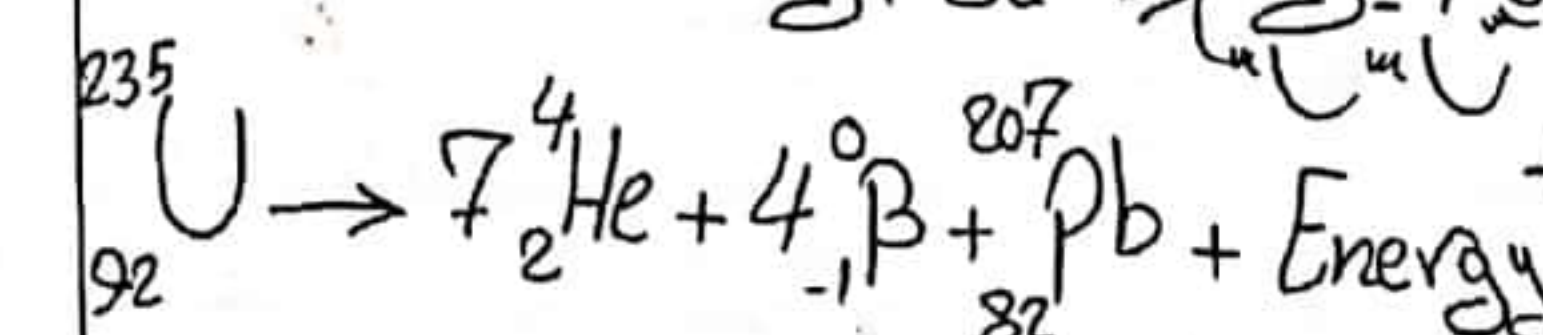 ²³⁵₉₂U → 7 ⁴₂He + 4 ⁰₋₁β + ²⁰⁷₈₂Pb + Energy